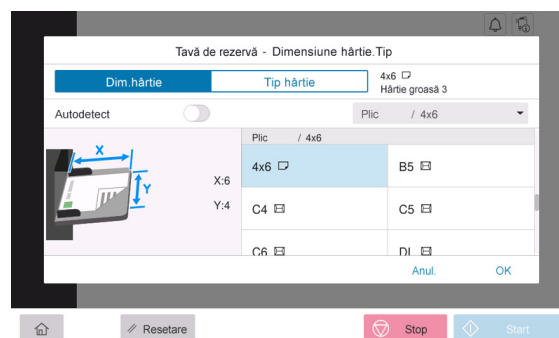 Tavă de rezervă - Dimensiune hârtie.Tip
Dim.hârtie
Tip hârtie
4x6
Hârtie groasă 3
Autodetect
Plic / 4x6
Plic / 4x6
X
Y
X:6
Y:4
4x6
B5
C4
C5
C6
DL
Anul.
OK
Resetare
Stop
Start